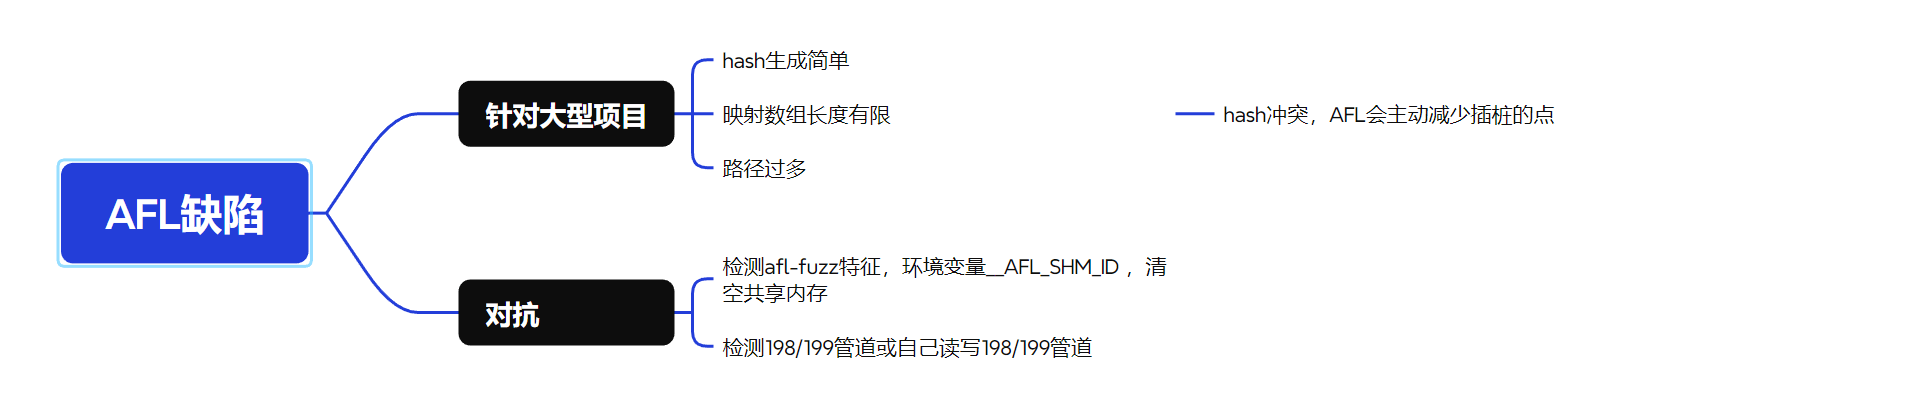 AFL缺陷
针对大型项目
hash生成简单
映射数组长度有限
hash冲突，AFL会主动减少插桩的点
路径过多
对抗
检测afl-fuzz特征，环境变量__AFL_SHM_ID ，清
空共享内存
检测198/199管道或自己读写198/199管道